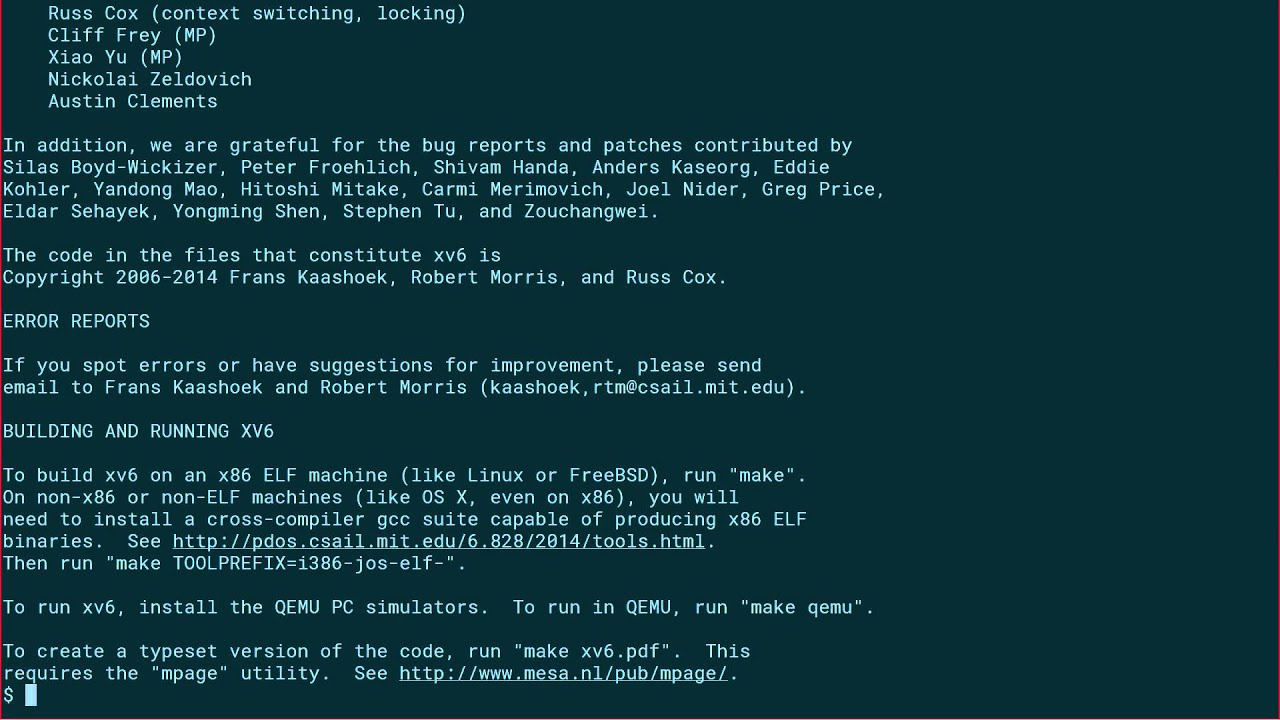 Russ Cox (context switching, locking)
Cliff Frey (MP)
Xiao Yu (MP)
Nickolai Zeldovich
Austin Clements
In addition, we are grateful for the bug reports and patches contributed by
Silas Boyd-Wickizer, Peter Froehlich, Shivam Handa, Anders Kaseorg, Eddie
Kohler, Yandong Mao, Hitoshi Mitake, Carmi Merimovich, Joel Nider, Greg Price,
Eldar Sehayek, Yongming Shen, Stephen Tu, and Zouchangwei.
The code in the files that constitute xv6 is
Copyright 2006-2014 Frans Kaashoek, Robert Morris, and Russ Cox.
ERROR REPORTS
If you spot errors or have suggestions for improvement, please send
email to Frans Kaashoek and Robert Morris (kaashoek,rtm@csail.mit.edu).
BUILDING AND RUNNING XV6
To build xv6 on an x86 ELF machine (like Linux or FreeBSD), run "make".
On non-x86 or non-ELF machines (like OS X, even on x86), you will
need to install a cross-compiler gcc suite capable of producing x86 ELF
binaries.  See http://pdos.csail.mit.edu/6.828/2014/tools.html.
Then run "make TOOLPREFIX=i386-jos-elf-".
To run xv6, install the QEMU PC simulators.  To run in QEMU, run "make qemu".
To create a typeset version of the code, run "make xv6.pdf".  This
requires the "mpage" utility.  See http://www.mesa.nl/pub/mpage/.
$